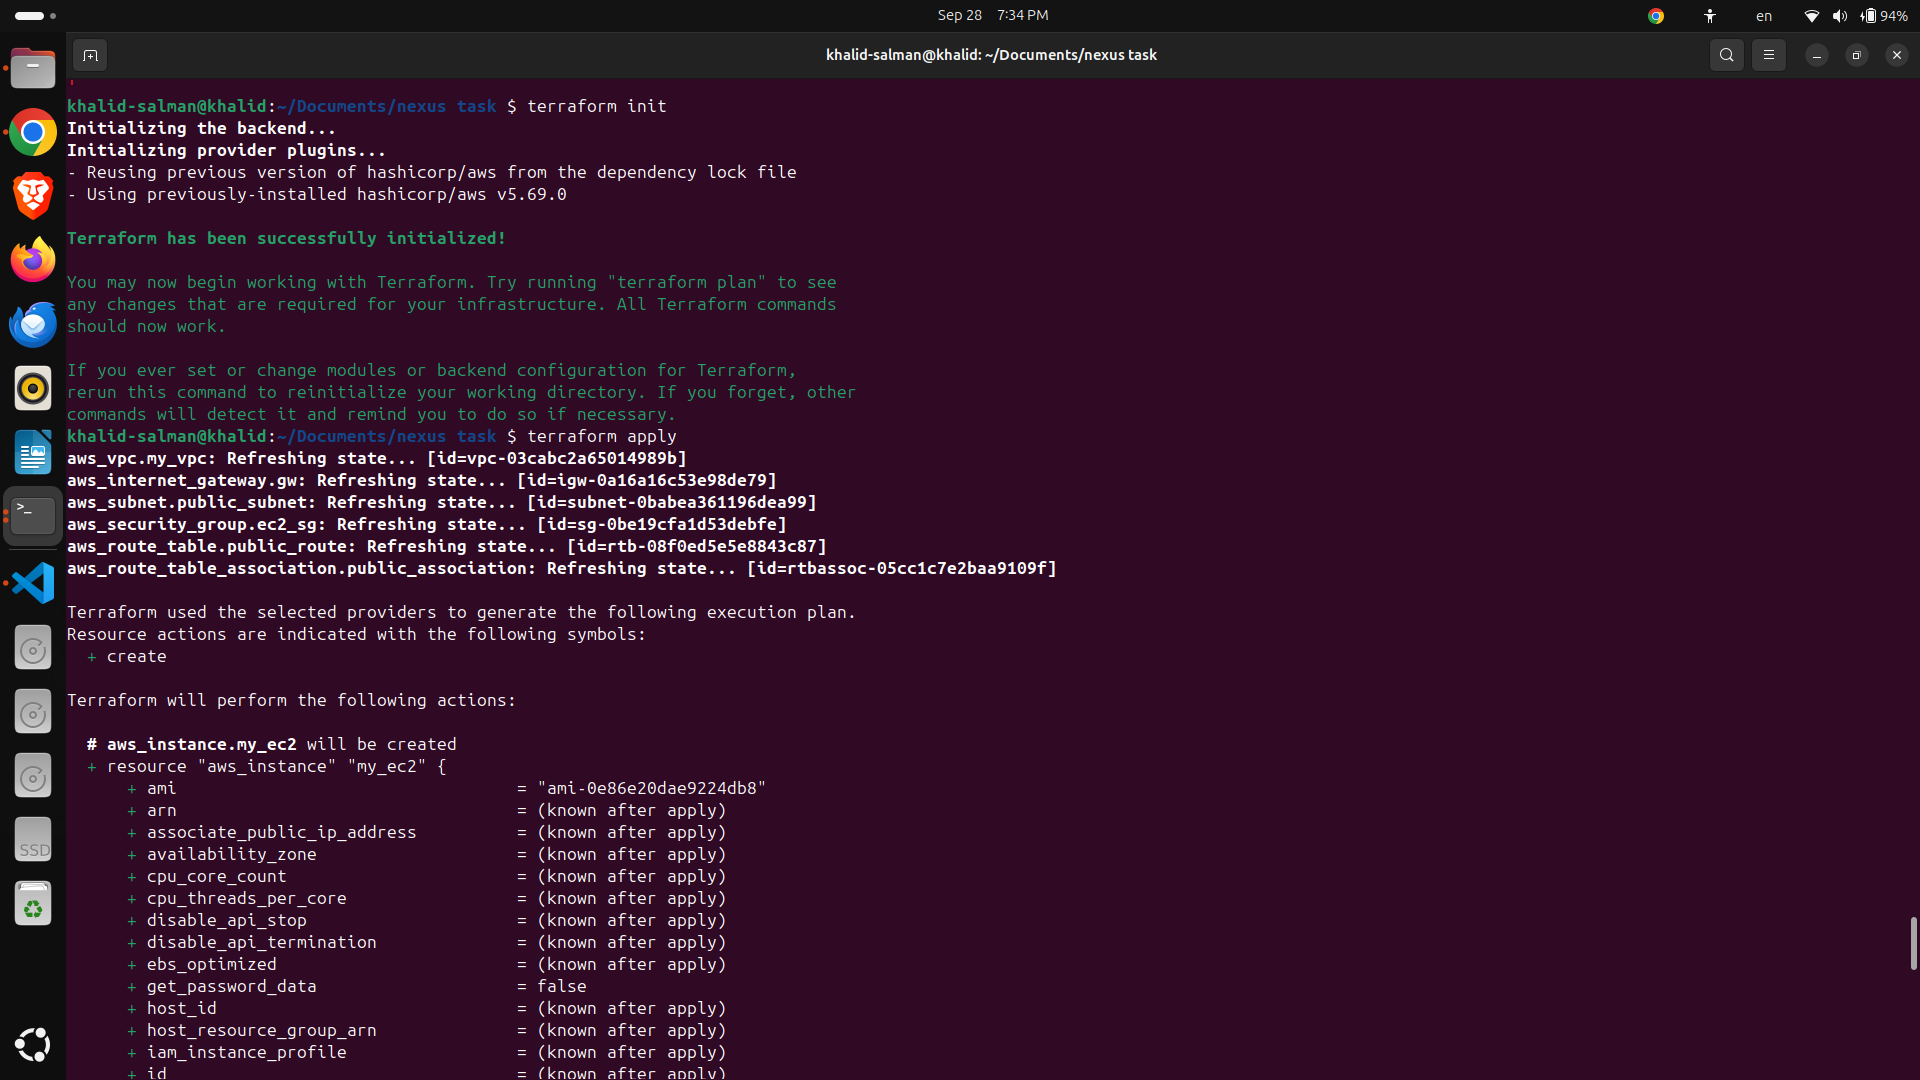 Sep 28 7:34 PM
en
94%
khalid-salman@khalid: ~/Documents/nexus task
khalid-salman@khalid:~/Documents/nexus task $ terraform init
Initializing the backend...
Initializing provider plugins...
- Reusing previous version of hashicorp/aws from the dependency lock file
- Using previously-installed hashicorp/aws v5.69.0
Terraform has been successfully initialized!
You may now begin working with Terraform. Try running "terraform plan" to see
any changes that are required for your infrastructure. All Terraform commands
should now work.
If you ever set or change modules or backend configuration for Terraform,
rerun this command to reinitialize your working directory. If you forget, other
commands will detect it and remind you to do so if necessary.
khalid-salman@khalid:~/Documents/nexus task $ terraform apply
aws_vpc.my_vpc: Refreshing state... [id=vpc-03cabc2a65014989b]
aws_internet_gateway.gw: Refreshing state... [id=igw-0a16a16c53e98de79]
aws_subnet.public_subnet: Refreshing state... [id=subnet-0babea361196dea99]
aws_security_group.ec2_sg: Refreshing state... [id=sg-0be19cfa1d53debfe]
aws_route_table.public_route: Refreshing state... [id=rtb-08f0ed5e5e8843c87]
aws_route_table_association.public_association: Refreshing state... [id=rtbassoc-05cc1c7e2baa9109f]
Terraform used the selected providers to generate the following execution plan.
Resource actions are indicated with the following symbols:
+ create
Terraform will perform the following actions:
# aws_instance.my_ec2 will be created
+ resource "aws_instance" "my_ec2" {
+ ami = "ami-0e86e20dae9224db8"
+ arn = (known after apply)
+ associate_public_ip_address = (known after apply)
+ availability_zone = (known after apply)
+ cpu_core_count = (known after apply)
+ cpu_threads_per_core = (known after apply)
+ disable_api_stop = (known after apply)
+ disable_api_termination = (known after apply)
+ ebs_optimized = (known after apply)
+ get_password_data = false
+ host_id = (known after apply)
+ host_resource_group_arn = (known after apply)
+ iam_instance_profile = (known after apply)
+ id = (known after apply)
>_
SSD